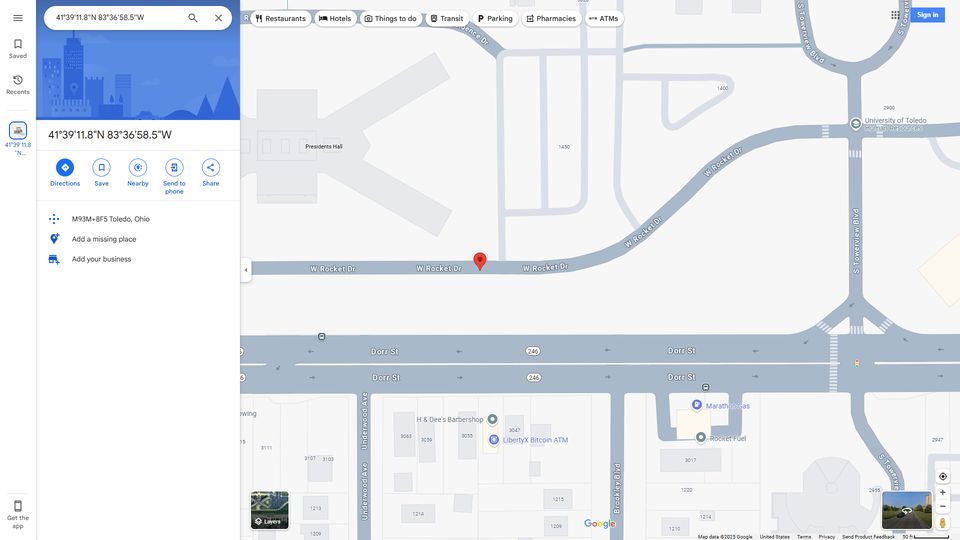 41°39'11.8"N 83°36'58.5"W
Restaurants
Hotels
Things to do
Transit
Parking
Pharmacies
ATMs
Sign in
Saved
Recents
41°39'11.8
"N...
41°39'11.8"N 83°36'58.5"W
Directions
Save
Nearby
Send to
phone
Share
M93M+8F5 Toledo, Ohio
Add a missing place
Add your business
Get the
app
S Towerview Blvd
1400
2900
University of Toledo
Human Resources
Presidents Hall
1450
W Rocket Dr
W Rocket Dr
S Towerview Blvd
W Rocket Dr
W Rocket Dr
W Rocket Dr
Dorr St
246
Dorr St
Dorr St
246
Dorr St
Underwood Ave
Underwood Ave
Brookley Blvd
H & Dee's Barbershop
3047
LibertyX Bitcoin ATM
Marathon Gas
Rocket Fuel
3063
3059
3055
3111
3107
3103
3017
2947
2955
1213
1214
1215
1220
1209
1210
1214
Layers
Google
Map data ©2025 Google
United States
Terms
Privacy
Send Product Feedback
50 ft